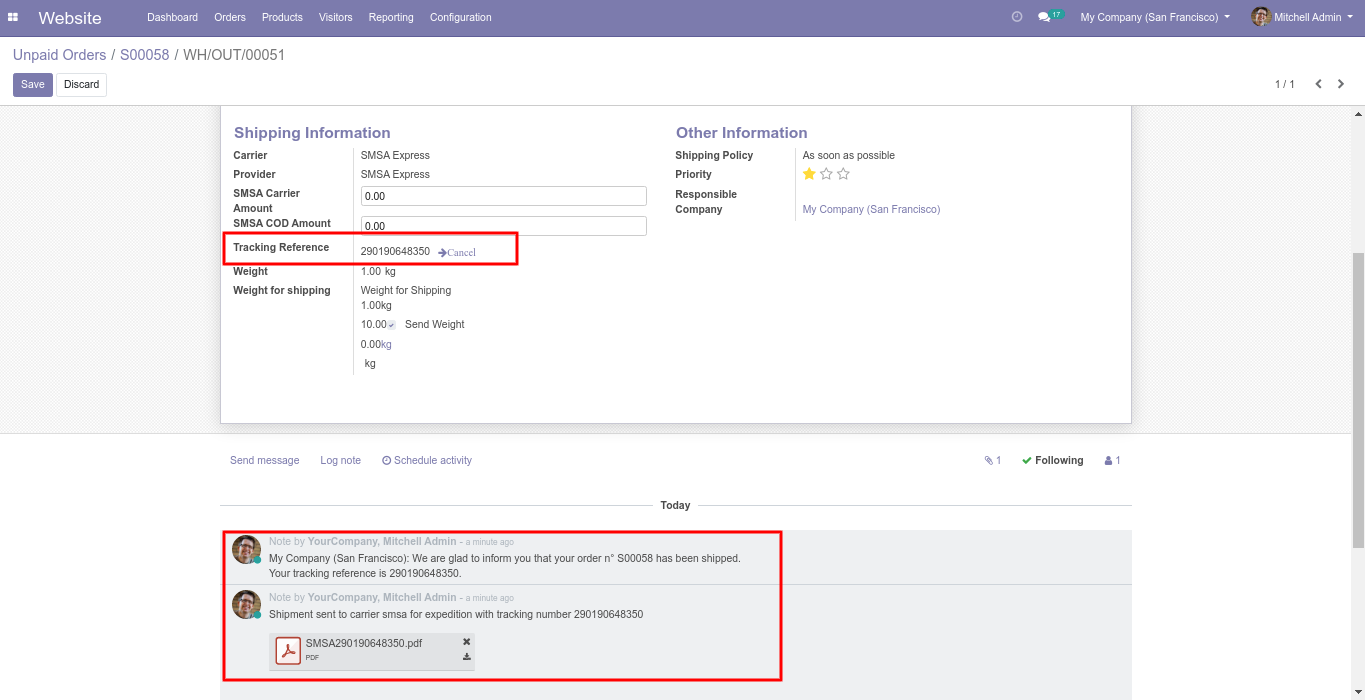 Website Dashboard Orders Products Visitors Reporting Configuration 17 My Company (San Francisco) Mitchell Admin
Unpaid Orders / S00058 / WH/OUT/00051
Save Discard 1 / 1
Shipping Information
Carrier SMSA Express
Provider SMSA Express
SMSA Carrier Amount 0.00
SMSA COD Amount 0.00
Tracking Reference 290190648350 Cancel
Weight 1.00 kg
Weight for shipping Weight for Shipping
1.00kg
10.00 Send Weight
0.00kg
kg
Other Information
Shipping Policy As soon as possible
Priority
Responsible
Company My Company (San Francisco)
Send message Log note Schedule activity 1 Following 1
Today
Note by YourCompany, Mitchell Admin - a minute ago
My Company (San Francisco): We are glad to inform you that your order n° S00058 has been shipped.
Your tracking reference is 290190648350.
Note by YourCompany, Mitchell Admin - a minute ago
Shipment sent to carrier smsa for expedition with tracking number 290190648350
SMSA290190648350.pdf
PDF